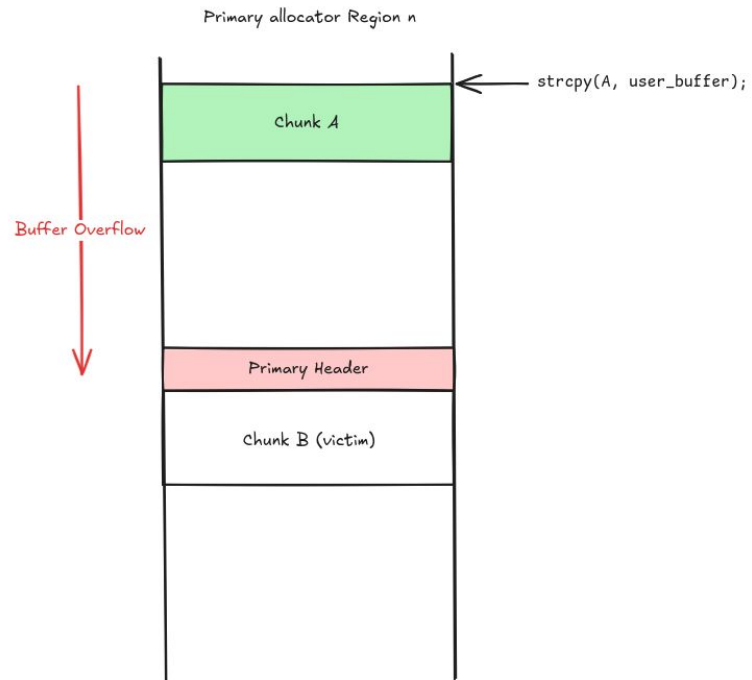 Primary allocator Region n
strcpy(A, user_buffer);
Chunk A
Buffer Overflow
Primary Header
Chunk B (victim)